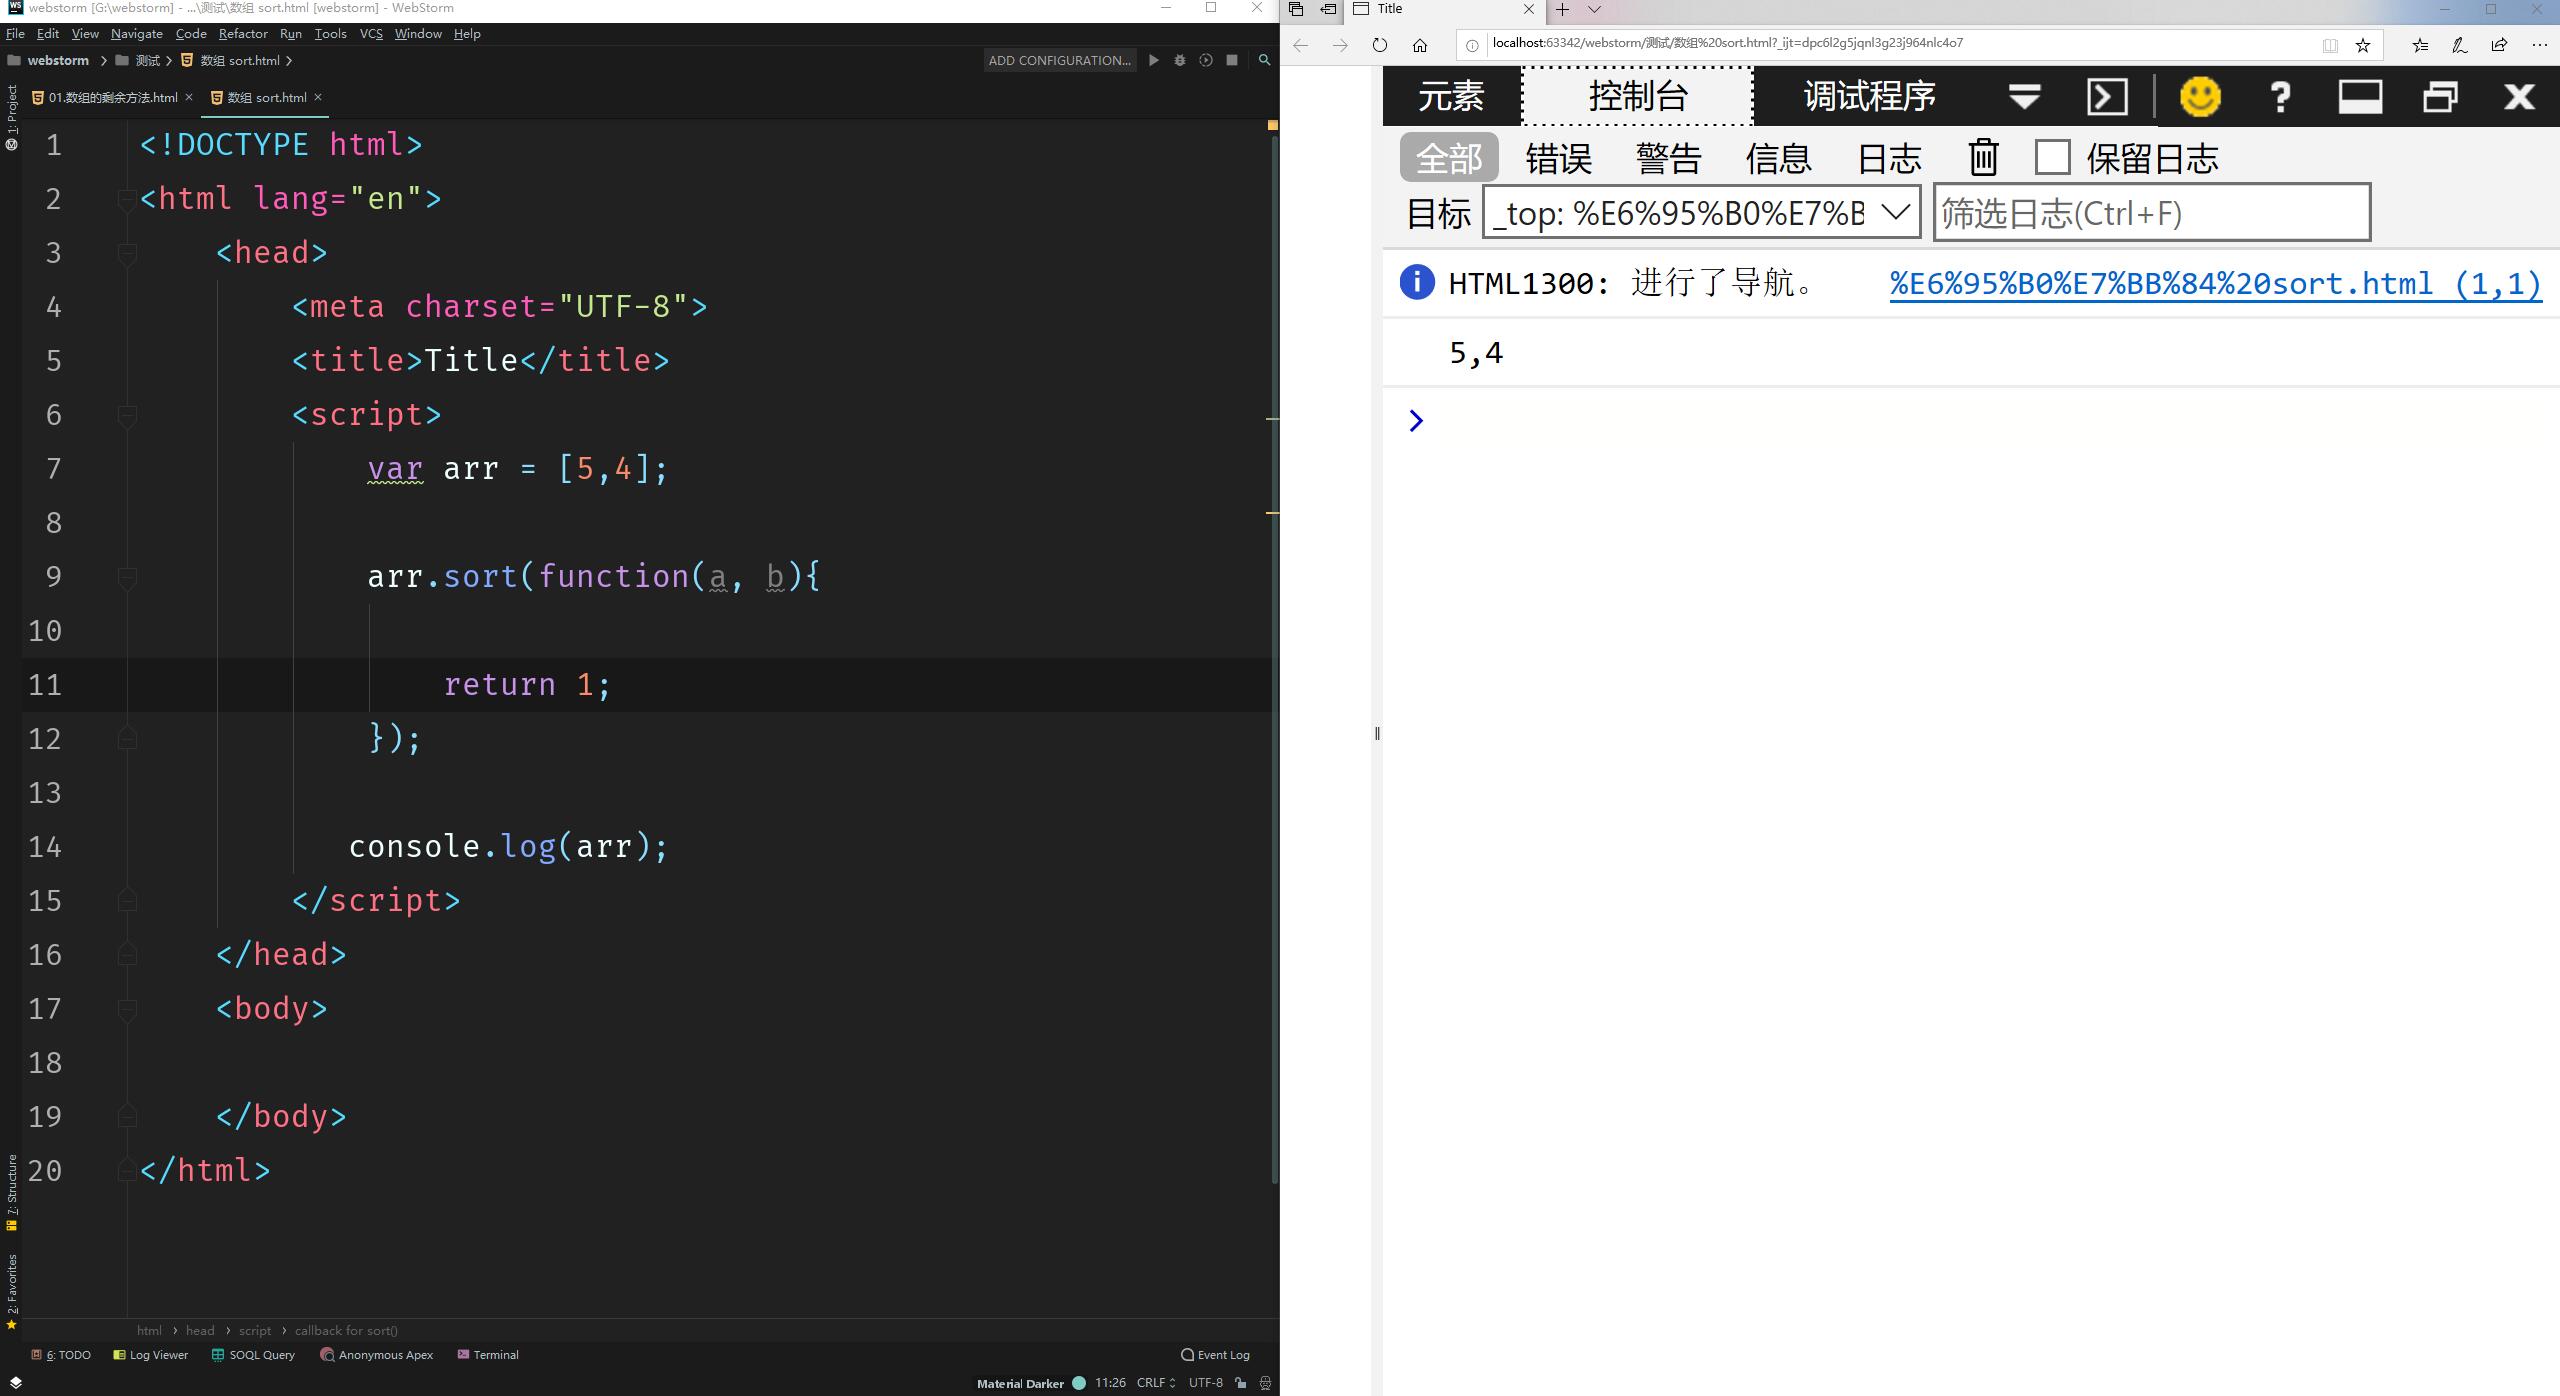 webstorm [G:\webstorm] - ...\测试\数组 sort.html [webstorm] - WebStorm
File Edit View Navigate Code Refactor Run Tools VCS Window Help
webstorm 测试 数组 sort.html ADD CONFIGURATION...
01.数组的剩余方法.html 数组 sort.html
1: Project
7: Structure
2: Favorites
1 <!DOCTYPE html>
2 <html lang="en">
3 <head>
4 <meta charset="UTF-8">
5 <title>Title</title>
6 <script>
7 var arr = [5,4];
8
9 arr.sort(function(a, b){
10
11 return 1;
12 });
13
14 console.log(arr);
15 </script>
16 </head>
17 <body>
18
19 </body>
20 </html>
html › head › script › callback for sort()
6: TODO Log Viewer SOQL Query Anonymous Apex Terminal Event Log
Material Darker 11:26 CRLF UTF-8
Title
localhost:63342/webstorm/测试/数组%20sort.html?_ijt=dpc6l2g5jqnl3g23j964nlc4o7
元素 控制台 调试程序
全部 错误 警告 信息 日志 保留日志
目标 _top: %E6%95%B0%E7%B 筛选日志(Ctrl+F)
HTML1300: 进行了导航。 %E6%95%B0%E7%BB%84%20sort.html (1,1)
5,4